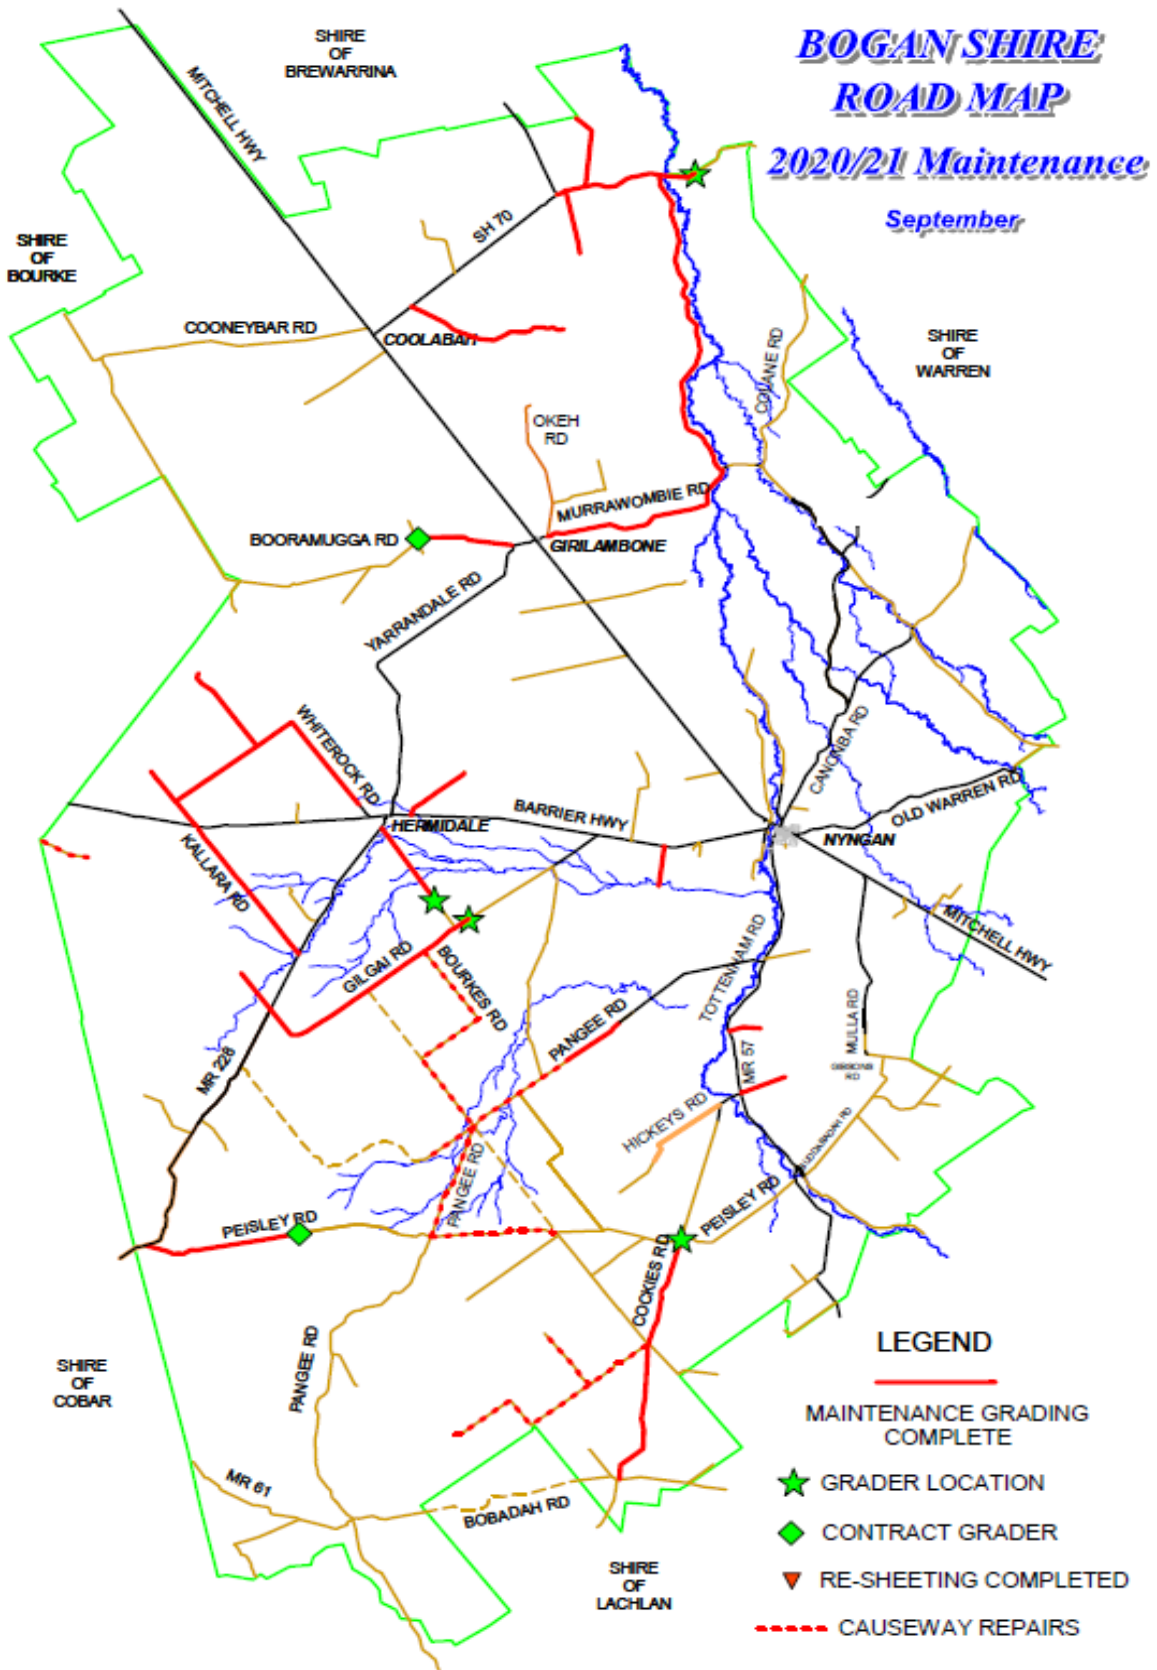 BOGAN SHIRE
ROAD MAP
2020/21 Maintenance
September
SHIRE
OF
BREWARRINA
MITCHELL HWY
SHIRE
OF
BOURKE
SH 70
COONEYBAR RD
COOLABAH
SHIRE
OF
WARREN
COLANE RD
OKEH
RD
MURRAWOMBIE RD
BOORAMUGGA RD
GIRILAMBONE
YARRANDALE RD
WHITEROCK RD
CANONBA RD
BARRIER HWY
OLD WARREN RD
HERMIDALE
NYNGAN
KALLARA RD
MITCHELL HWY
GILGAI RD
BOURKES RD
TOTTENHAM RD
PANGEE RD
MULLA RD
MR 57
MR 228
GIBBONS
RD
HICKEYS RD
PANGEE RD
PEISLEY RD
PEISLEY RD
COCKIES RD
PANGEE RD
SHIRE
OF
COBAR
MR 61
BOBADAH RD
SHIRE
OF
LACHLAN
LEGEND
MAINTENANCE GRADING
COMPLETE
GRADER LOCATION
CONTRACT GRADER
RE-SHEETING COMPLETED
CAUSEWAY REPAIRS